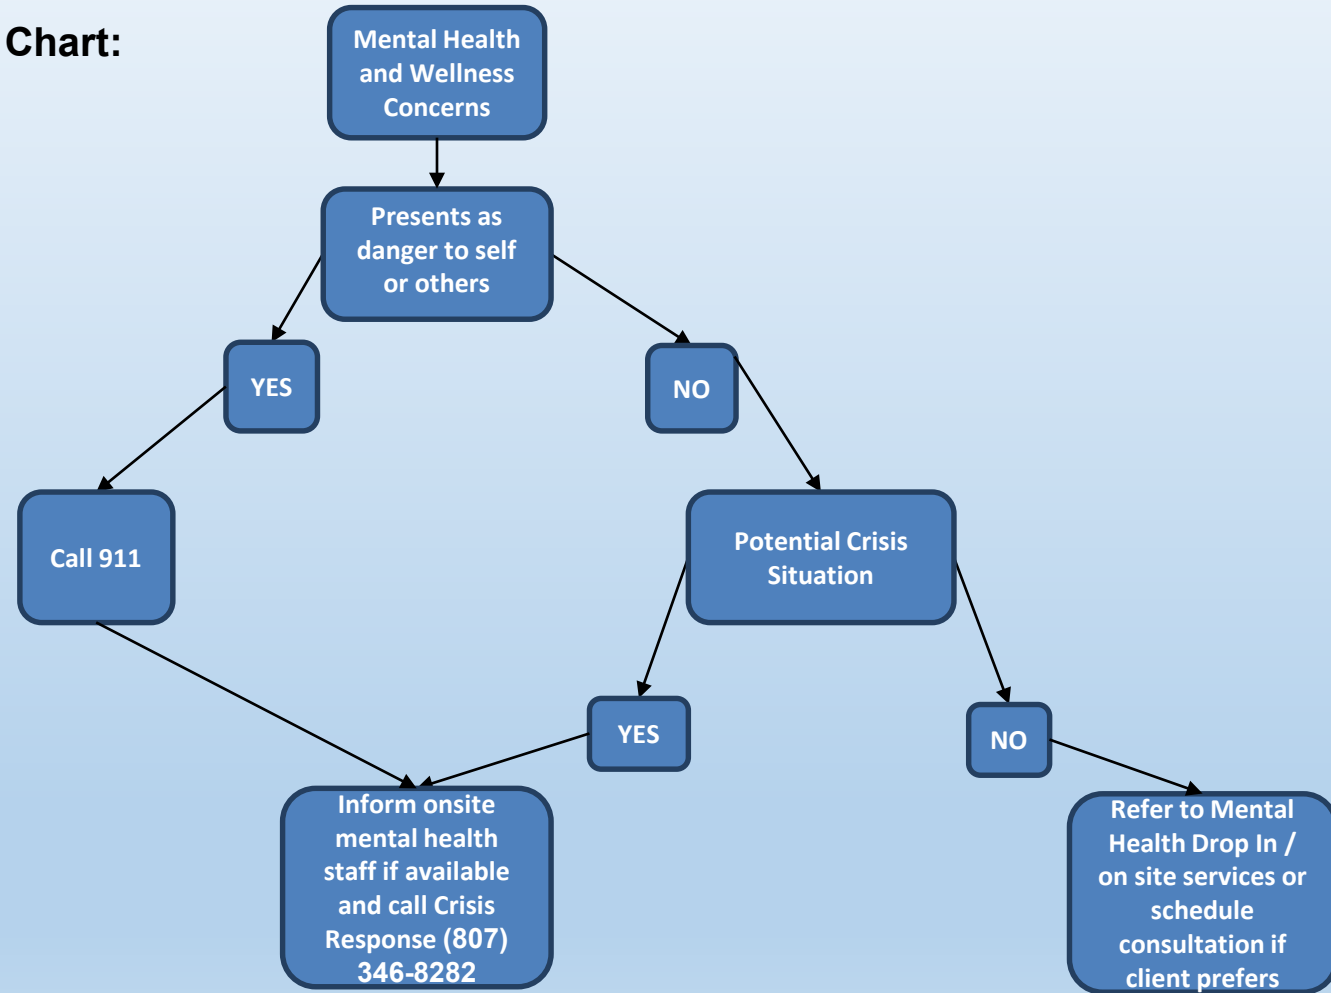 Chart:
Mental Health
and Wellness
Concerns
Presents as
danger to self
or others
YES
NO
Call 911
Potential Crisis
Situation
YES
NO
Inform onsite
mental health
staff if available
and call Crisis
Response (807)
346-8282
Refer to Mental
Health Drop In /
on site services or
schedule
consultation if
client prefers